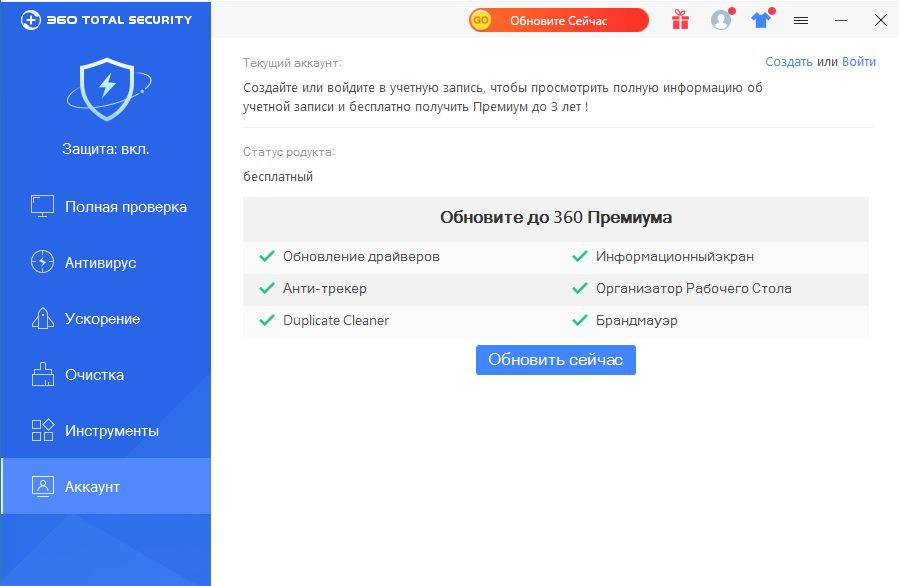 360 TOTAL SECURITY
GO Обновите Сейчас
Защита: вкл.
Полная проверка
Антивирус
Ускорение
Очистка
Инструменты
Аккаунт
Текущий аккаунт:
Создать или Войти
Создайте или войдите в учетную запись, чтобы просмотрить полную информацию об
учетной записи и бесплатно получить Премиум до 3 лет !
Статус родукта:
бесплатный
Обновите до 360 Премиума
Обновление драйверов
Информационныйэкран
Анти-трекер
Организатор Рабочего Стола
Duplicate Cleaner
Брандмауэр
Обновить сейчас